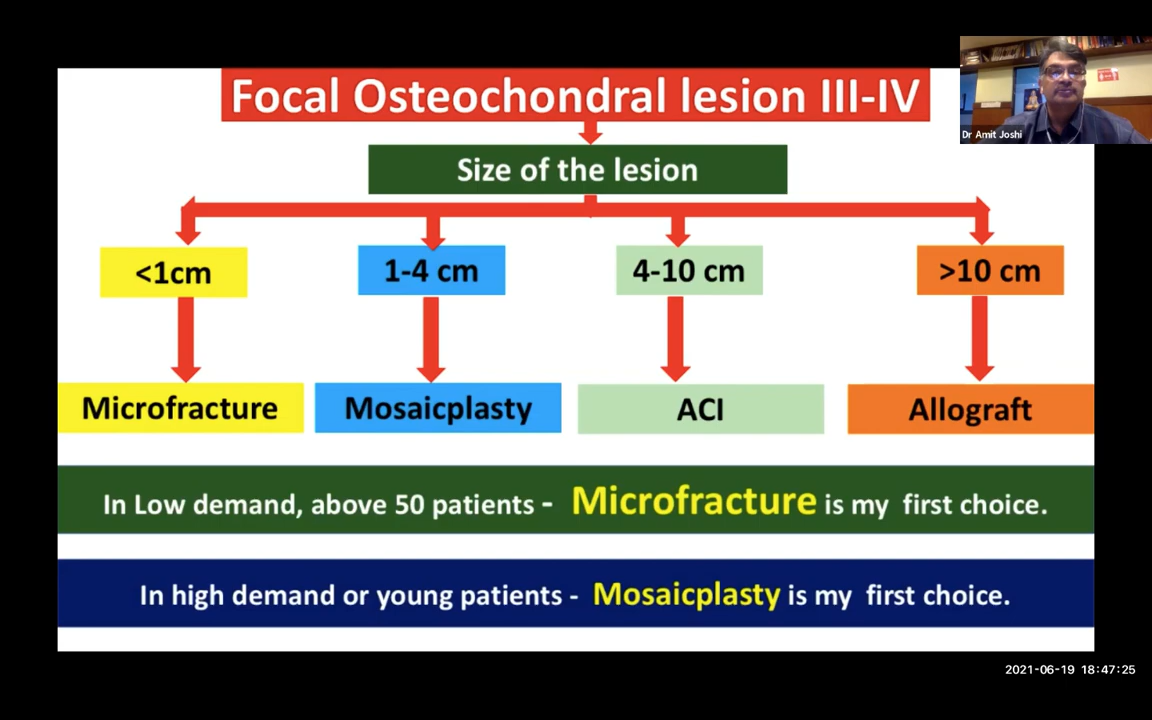 Focal Osteochondral lesion III-IV
Dr Amit Joshi
Size of the lesion
<1cm
1-4 cm
4-10 cm
>10 cm
Microfracture
Mosaicplasty
ACI
Allograft
In Low demand, above 50 patients - Microfracture is my first choice.
In high demand or young patients - Mosaicplasty is my first choice.
2021-06-19 18:47:25